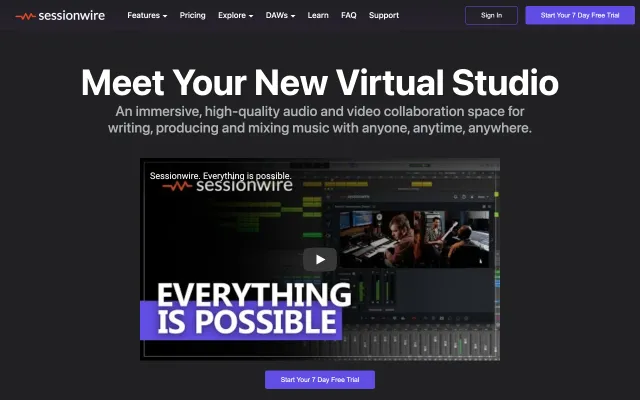 sessionwire
Features
Pricing
Explore
DAWs
Learn
FAQ
Support
Sign In
Start Your 7 Day Free Trial
Meet Your New Virtual Studio
An immersive, high-quality audio and video collaboration space for
writing, producing and mixing music with anyone, anytime, anywhere.
Sessionwire. Everything is possible.
sessionwire
EVERYTHING
IS POSSIBLE
Start Your 7 Day Free Trial